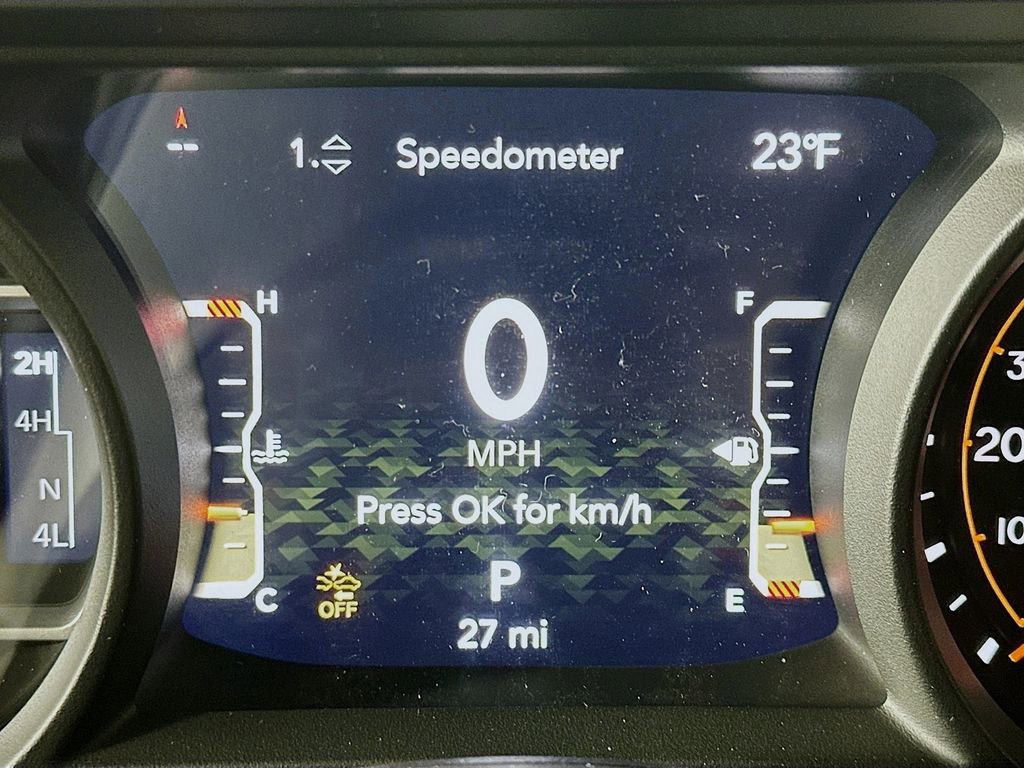 --
1. Speedometer 23°F
H F
0
MPH
Press OK for km/h
C E
OFF
P
27 mi
2H
4H
N
4L
20
10